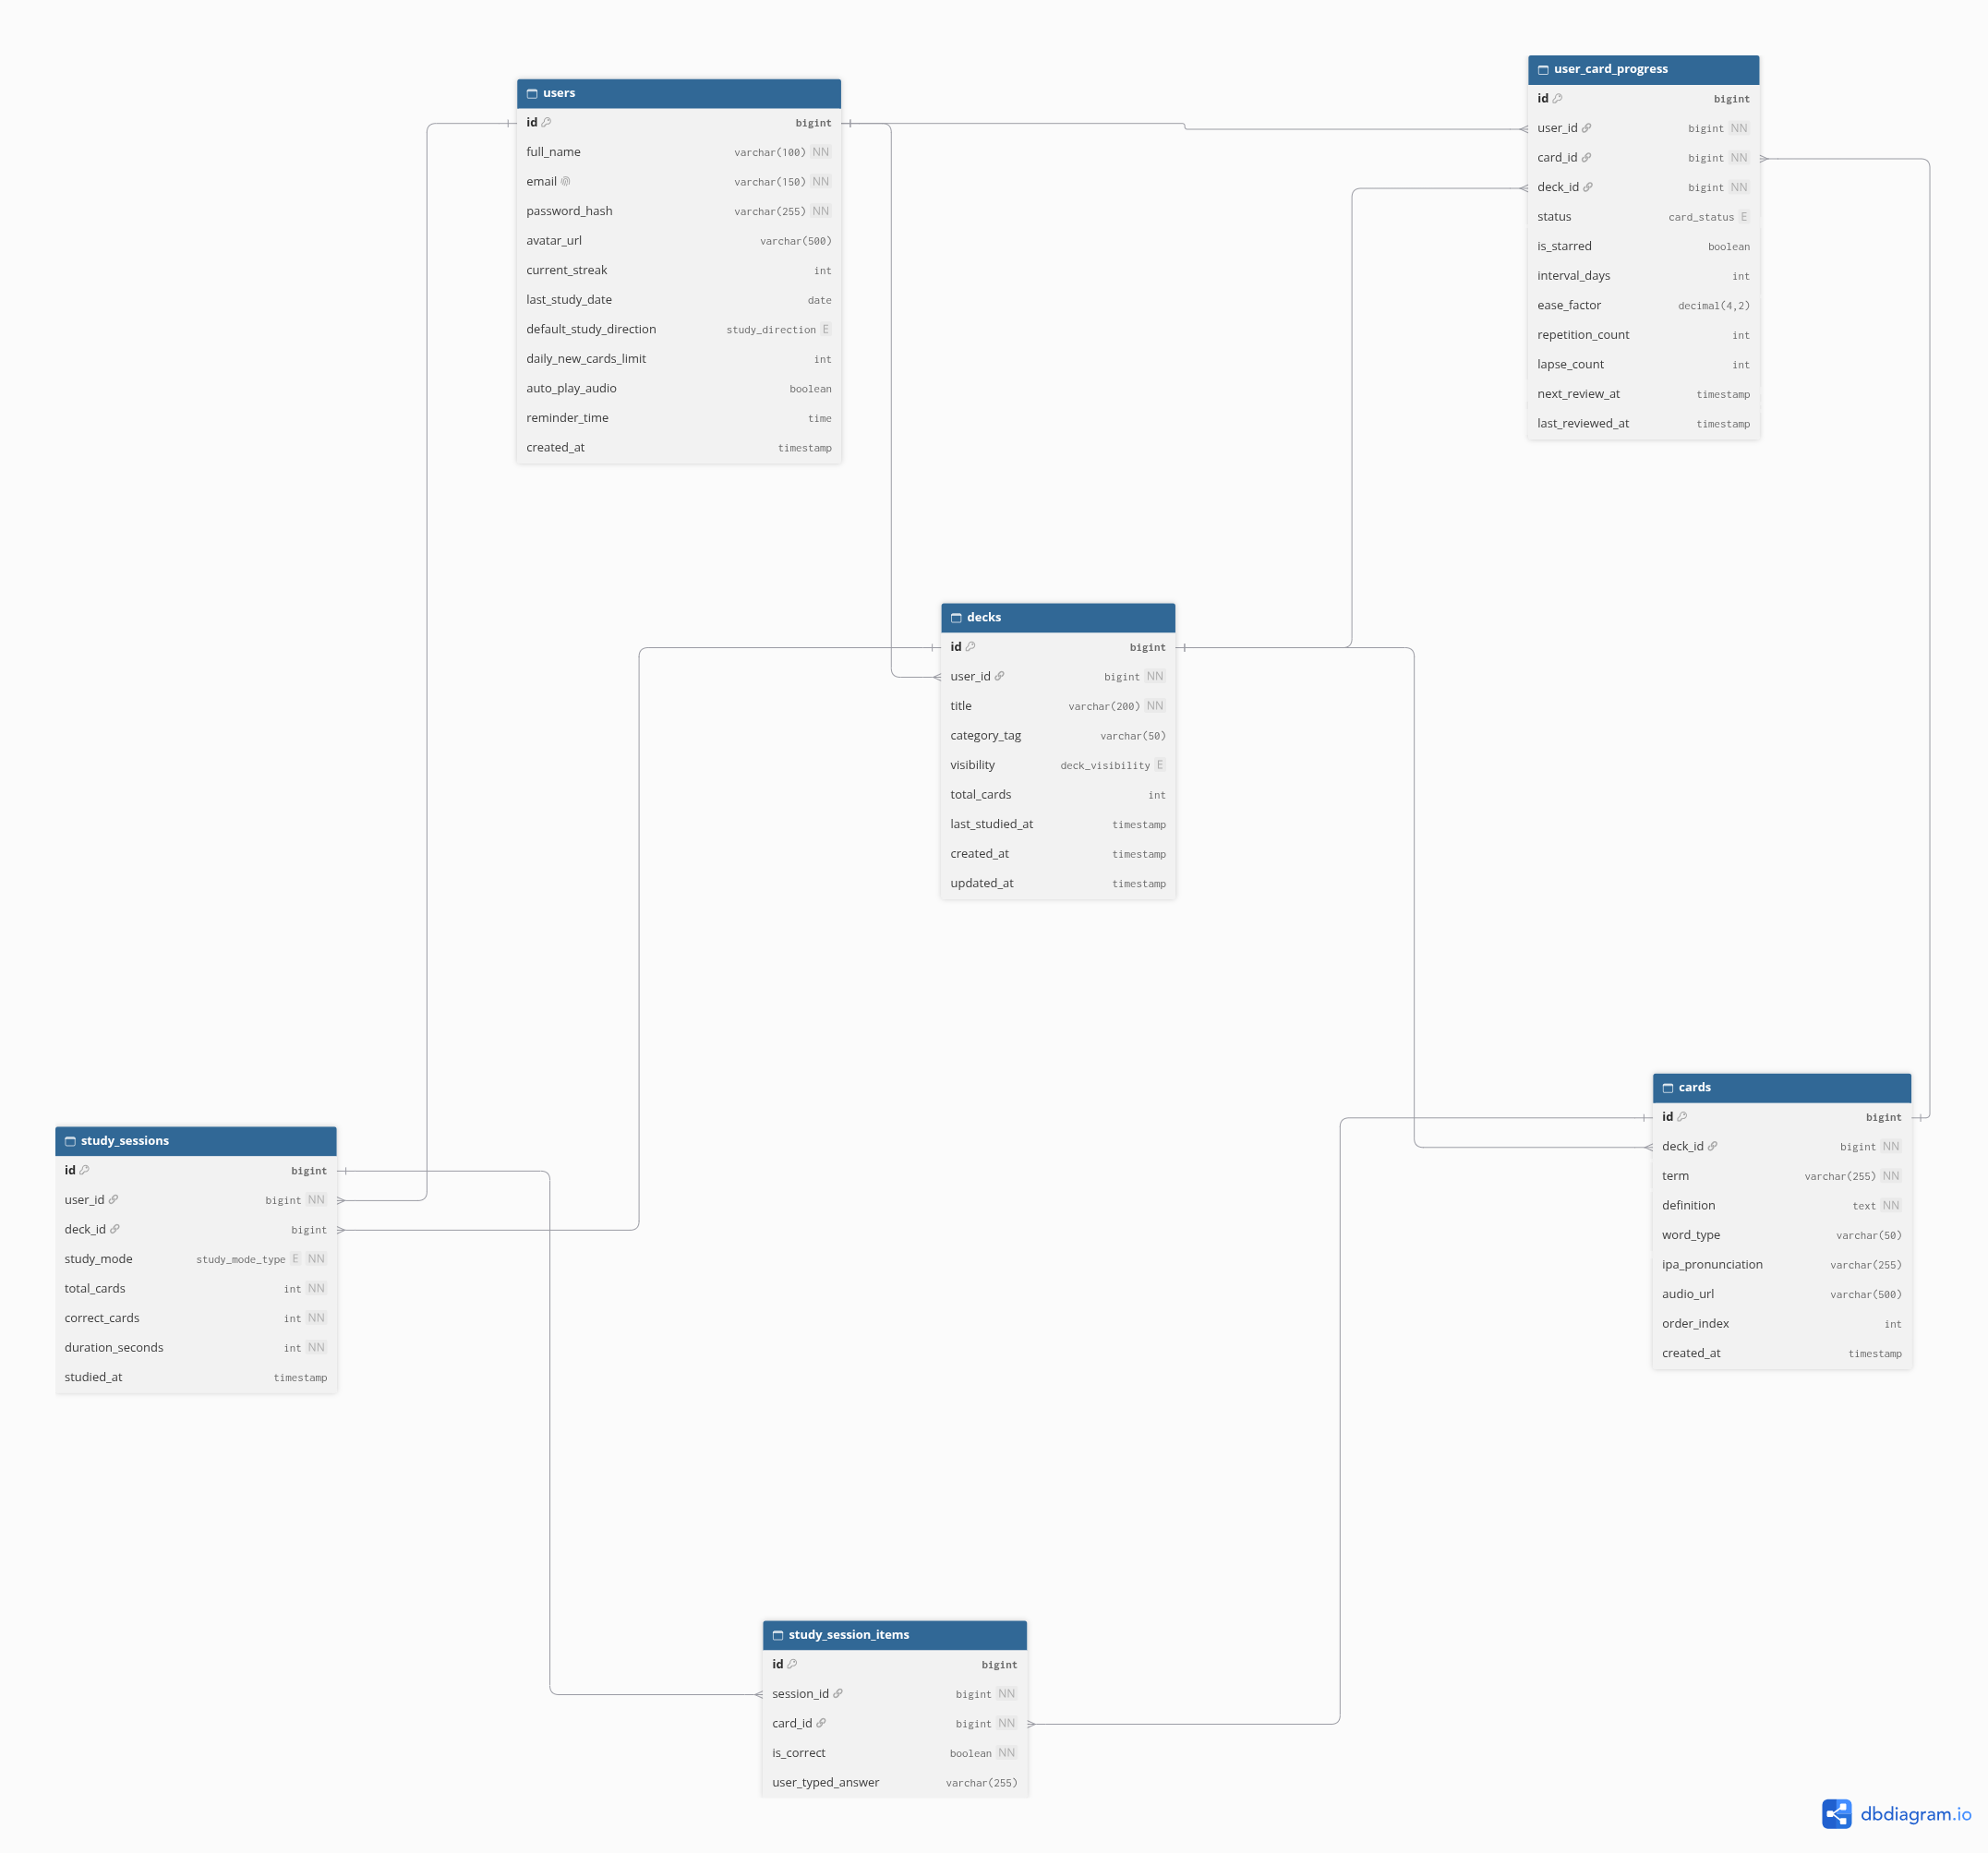 users
id bigint
full_name varchar(100) NN
email varchar(150) NN
password_hash varchar(255) NN
avatar_url varchar(500)
current_streak int
last_study_date date
default_study_direction study_direction E
daily_new_cards_limit int
auto_play_audio boolean
reminder_time time
created_at timestamp
user_card_progress
id bigint
user_id bigint NN
card_id bigint NN
deck_id bigint NN
status card_status E
is_starred boolean
interval_days int
ease_factor decimal(4,2)
repetition_count int
lapse_count int
next_review_at timestamp
last_reviewed_at timestamp
decks
id bigint
user_id bigint NN
title varchar(200) NN
category_tag varchar(50)
visibility deck_visibility E
total_cards int
last_studied_at timestamp
created_at timestamp
updated_at timestamp
study_sessions
id bigint
user_id bigint NN
deck_id bigint
study_mode study_mode_type E NN
total_cards int NN
correct_cards int NN
duration_seconds int NN
studied_at timestamp
cards
id bigint
deck_id bigint NN
term varchar(255) NN
definition text NN
word_type varchar(50)
ipa_pronunciation varchar(255)
audio_url varchar(500)
order_index int
created_at timestamp
study_session_items
id bigint
session_id bigint NN
card_id bigint NN
is_correct boolean NN
user_typed_answer varchar(255)
dbdiagram.io